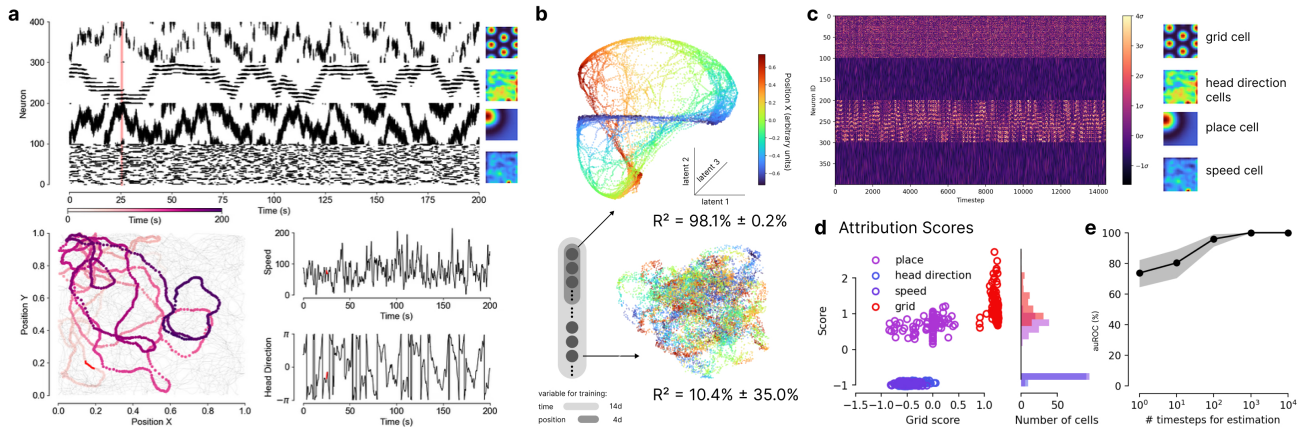 a
400
300
200
100
0
Neuron
0 25 50 75 100 125 150 175 200
Time (s)
0 200
Time (s)
1.0
0.8
0.6
0.4
0.2
0.0
Position Y
0.0 0.2 0.4 0.6 0.8 1.0
Position X
200
100
0
Speed
0 50 100 150 200
Time (s)
π
0
−π
Head Direction
0 50 100 150 200
Time (s)
b
0.6
0.4
0.2
0.0
−0.2
−0.4
−0.6
Position X (arbitrary units)
latent 2
latent 3
latent 1
R² = 98.1% ± 0.2%
R² = 10.4% ± 35.0%
variable for training:
time 14d
position 4d
c
0
50
100
150
200
250
300
350
Neuron ID
0 2000 4000 6000 8000 10000 12000 14000
Timestep
4σ
3σ
2σ
1σ
0
−1σ
grid cell
head direction
cells
place cell
speed cell
d Attribution Scores
place
head direction
speed
grid
2
1
0
−1
Score
−1.5 −1.0 −0.5 0.0 0.5 1.0
Grid score
0 50
Number of cells
e
100
80
60
40
20
0
auROC (%)
10⁰ 10¹ 10² 10³ 10⁴
# timesteps for estimation